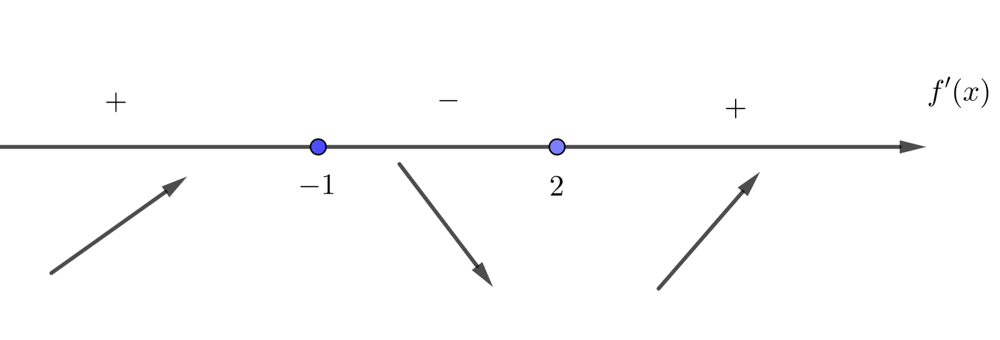 + − + f′(x)
−1 2